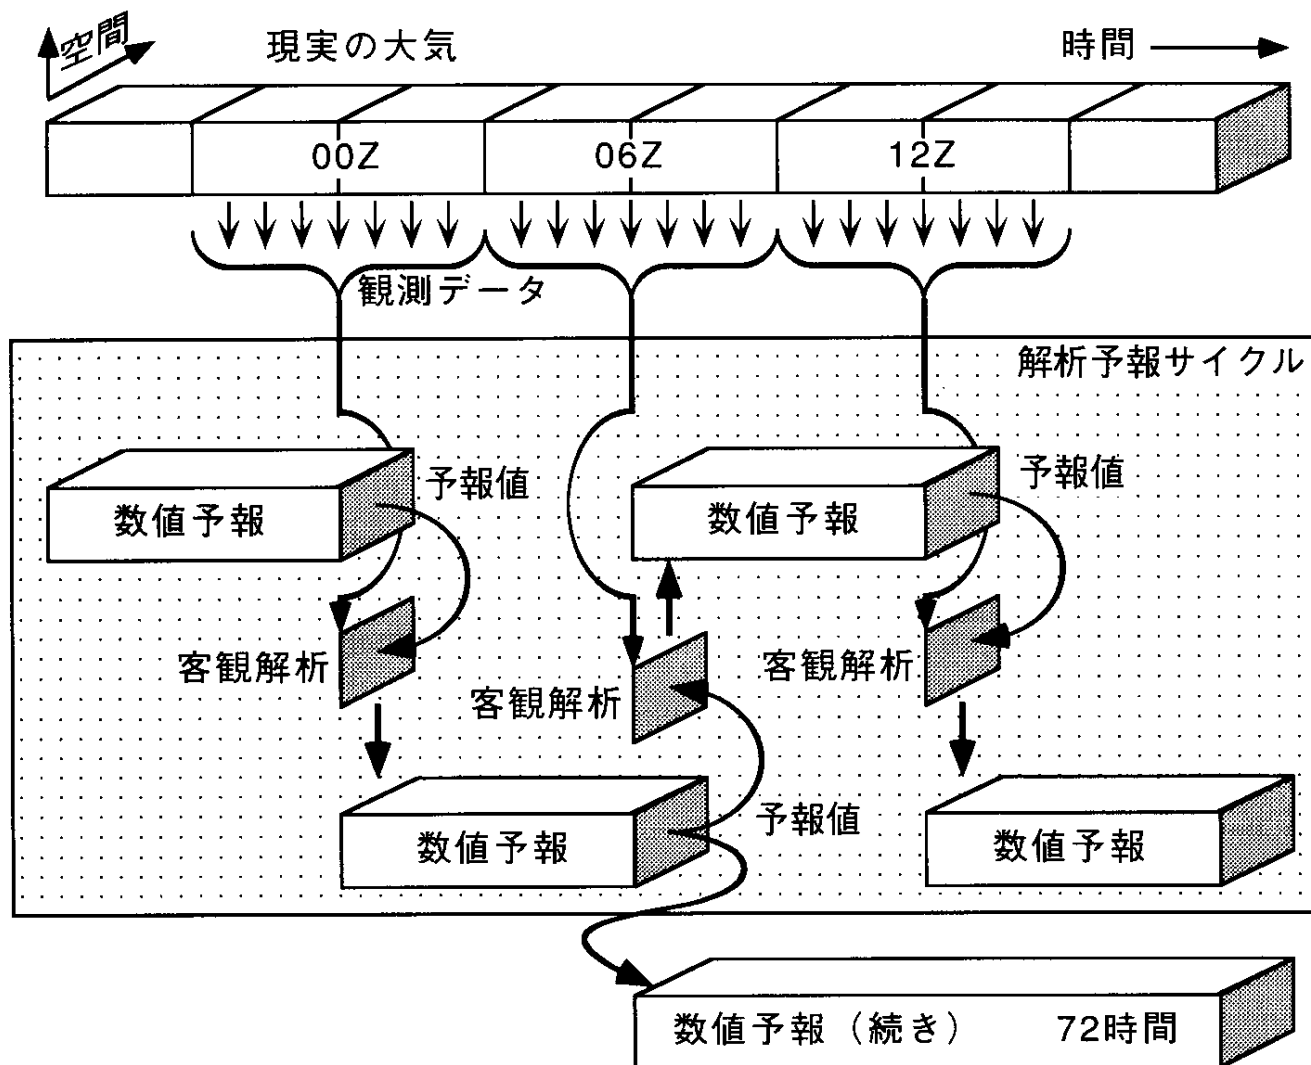 空間
現実の大気
時間
00Z
06Z
12Z
観測データ
解析予報サイクル
数値予報
予報値
数値予報
予報値
客観解析
客観解析
客観解析
数値予報
予報値
数値予報
数値予報（続き） 72時間